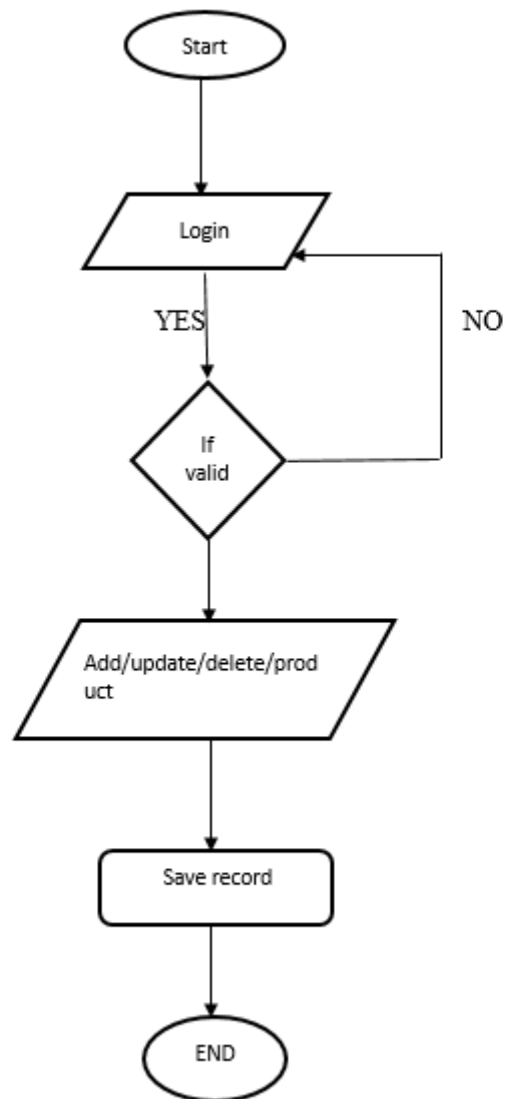 Start
Login
YES
NO
If
valid
Add/update/delete/prod
uct
Save record
END